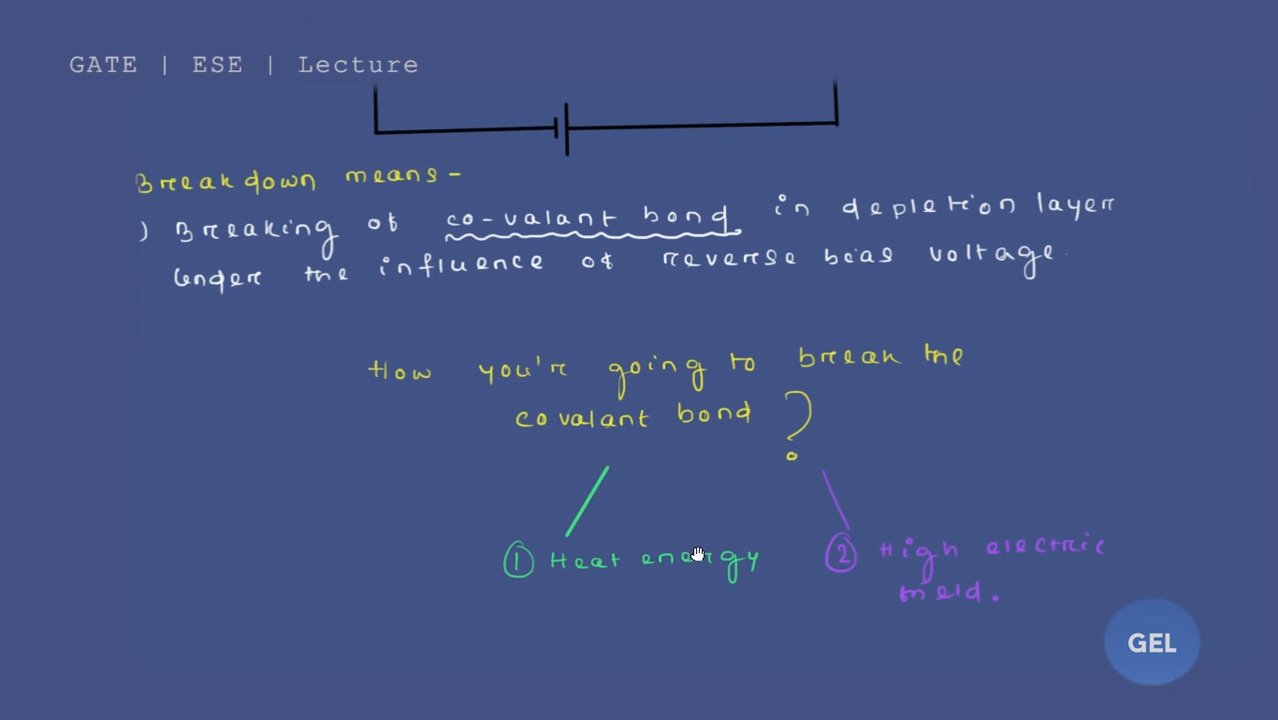 GATE | ESE | Lecture
Breakdown means-
) Breaking of co-valant bond in depletion layer
under the influence of reverse beas voltage.
How you're going to break the
covalant bond ?
① Heat energy
② High electric
field.
GEL